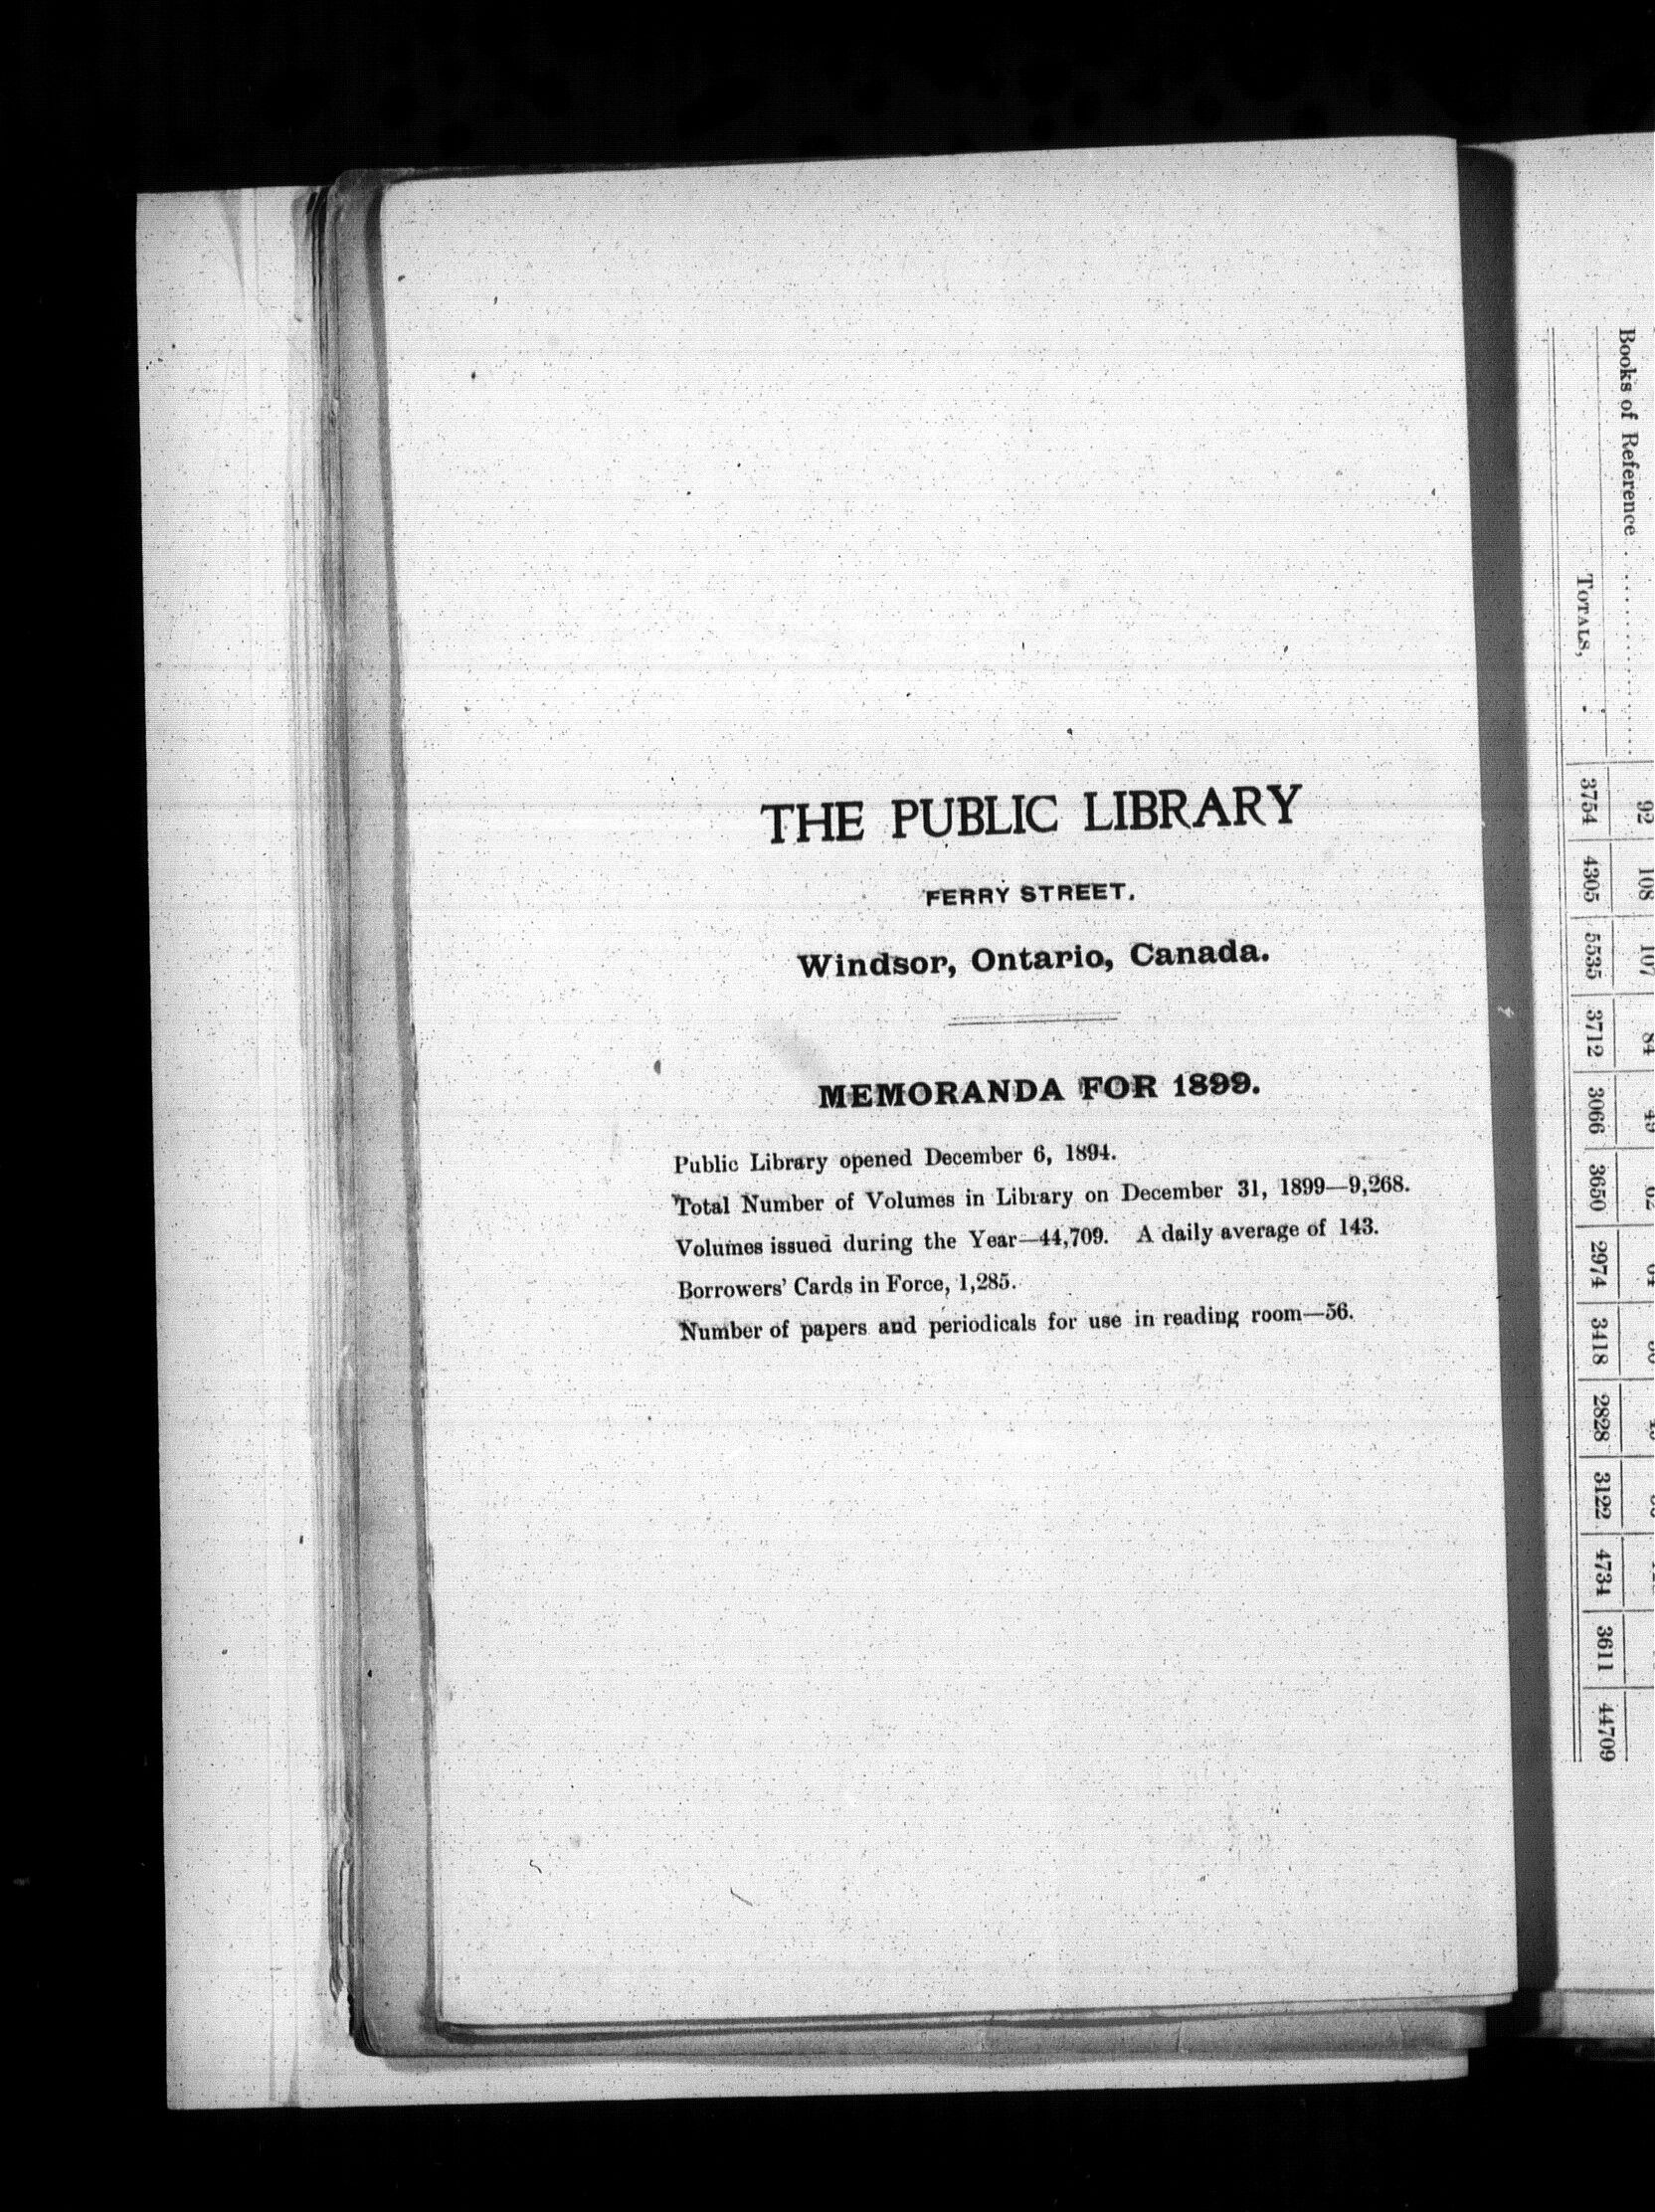 THE PUBLIC LIBRARY
FERRY STREET,
Windsor, Ontario, Canada.
MEMORANDA FOR 1899.
Public Library opened December 6, 1894.
Total Number of Volumes in Library on December 31, 1899—9,268.
Volumes issued during the Year—44,709. A daily average of 143.
Borrowers' Cards in Force, 1,285.
Number of papers and periodicals for use in reading room—56.
Books of Reference . . . . . . . . . . . . . 92 108 107 84
TOTALS, . 3754 4305 5535 3712 3066 3650 2974 3418 2828 3122 4734 3611 44709